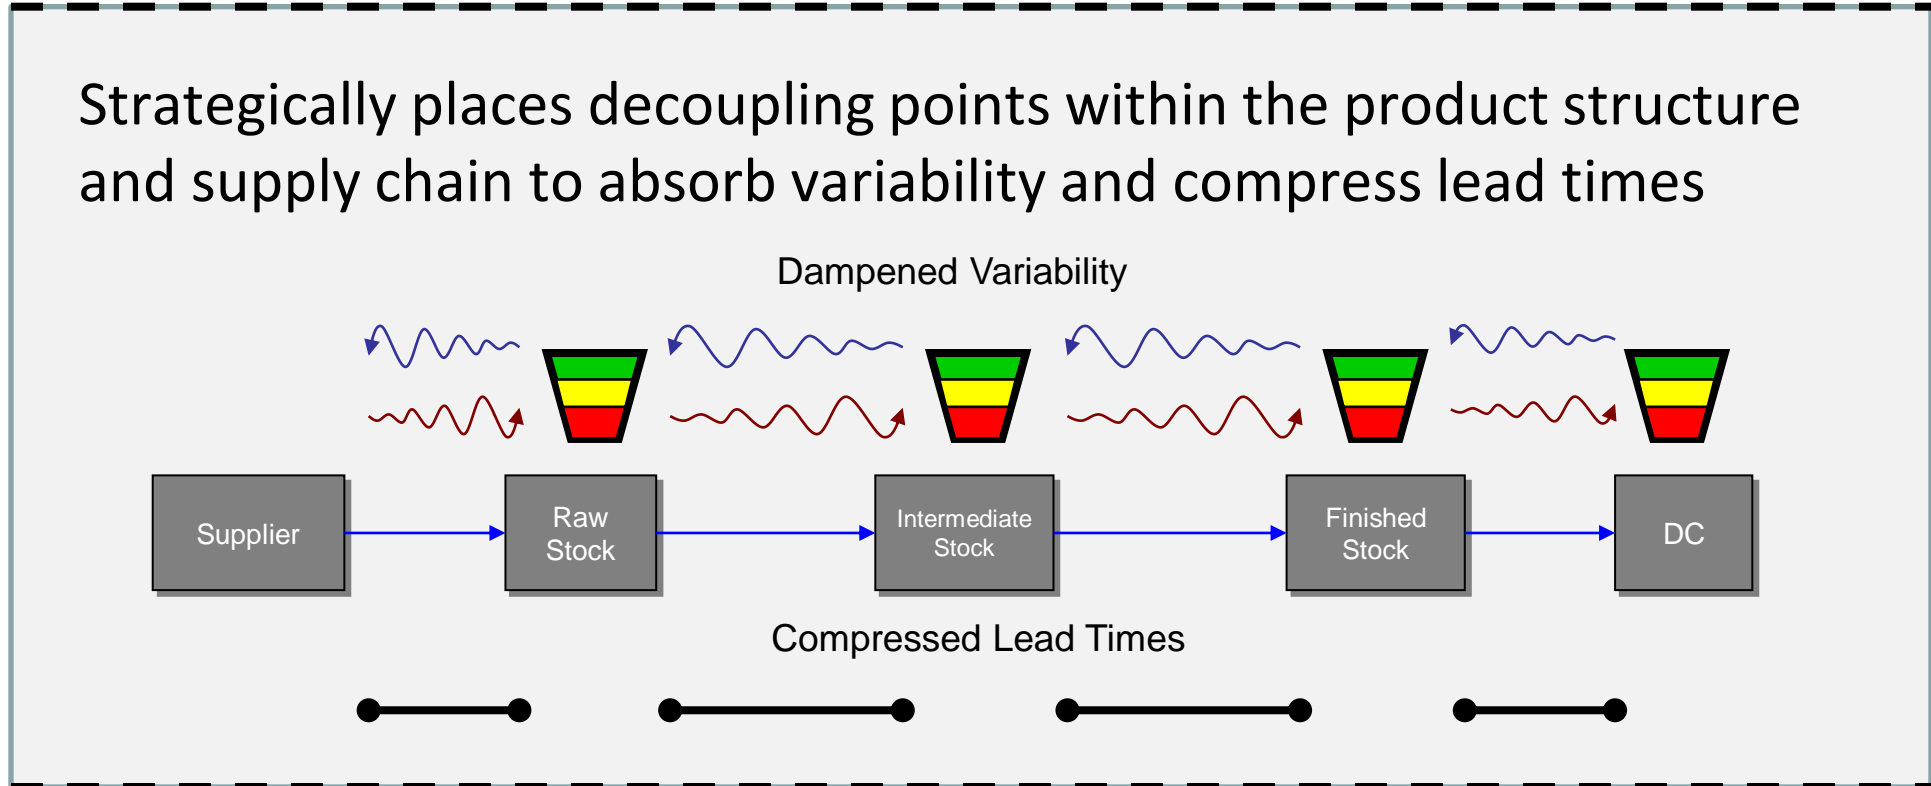 Strategically places decoupling points within the product structure
and supply chain to absorb variability and compress lead times
Dampened Variability
Supplier
Raw
Stock
Intermediate
Stock
Finished
Stock
DC
Compressed Lead Times